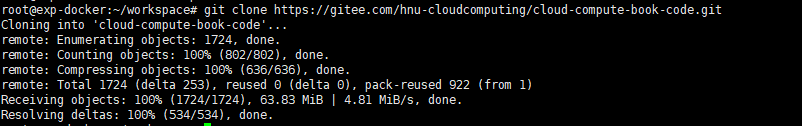 root@exp-docker:~/workspace# git clone https://gitee.com/hnu-cloudcomputing/cloud-compute-book-code.git
Cloning into 'cloud-compute-book-code'...
remote: Enumerating objects: 1724, done.
remote: Counting objects: 100% (802/802), done.
remote: Compressing objects: 100% (636/636), done.
remote: Total 1724 (delta 253), reused 0 (delta 0), pack-reused 922 (from 1)
Receiving objects: 100% (1724/1724), 63.83 MiB | 4.81 MiB/s, done.
Resolving deltas: 100% (534/534), done.